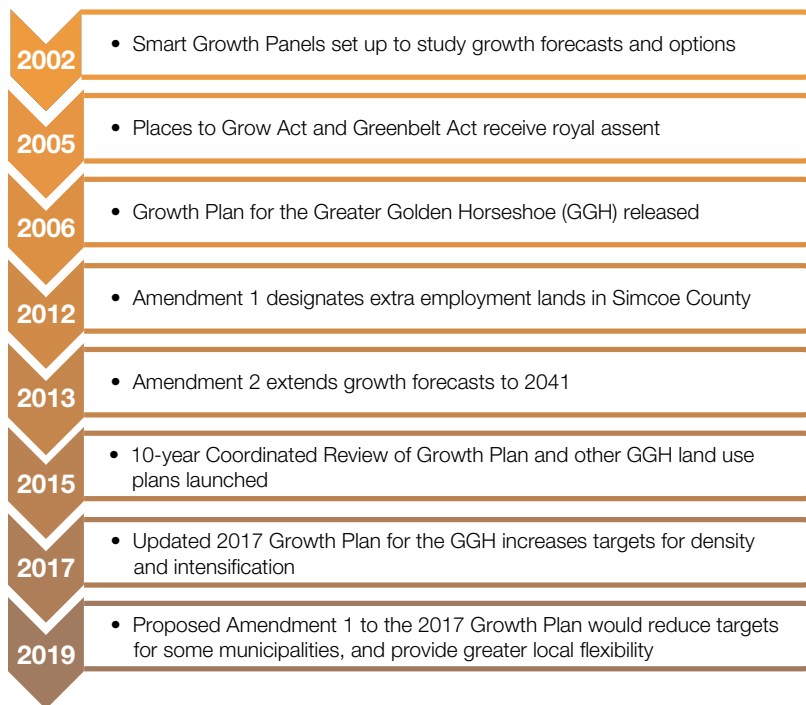 2002
• Smart Growth Panels set up to study growth forecasts and options
2005
• Places to Grow Act and Greenbelt Act receive royal assent
2006
• Growth Plan for the Greater Golden Horseshoe (GGH) released
2012
• Amendment 1 designates extra employment lands in Simcoe County
2013
• Amendment 2 extends growth forecasts to 2041
2015
• 10-year Coordinated Review of Growth Plan and other GGH land use
plans launched
2017
• Updated 2017 Growth Plan for the GGH increases targets for density
and intensification
2019
• Proposed Amendment 1 to the 2017 Growth Plan would reduce targets
for some municipalities, and provide greater local flexibility